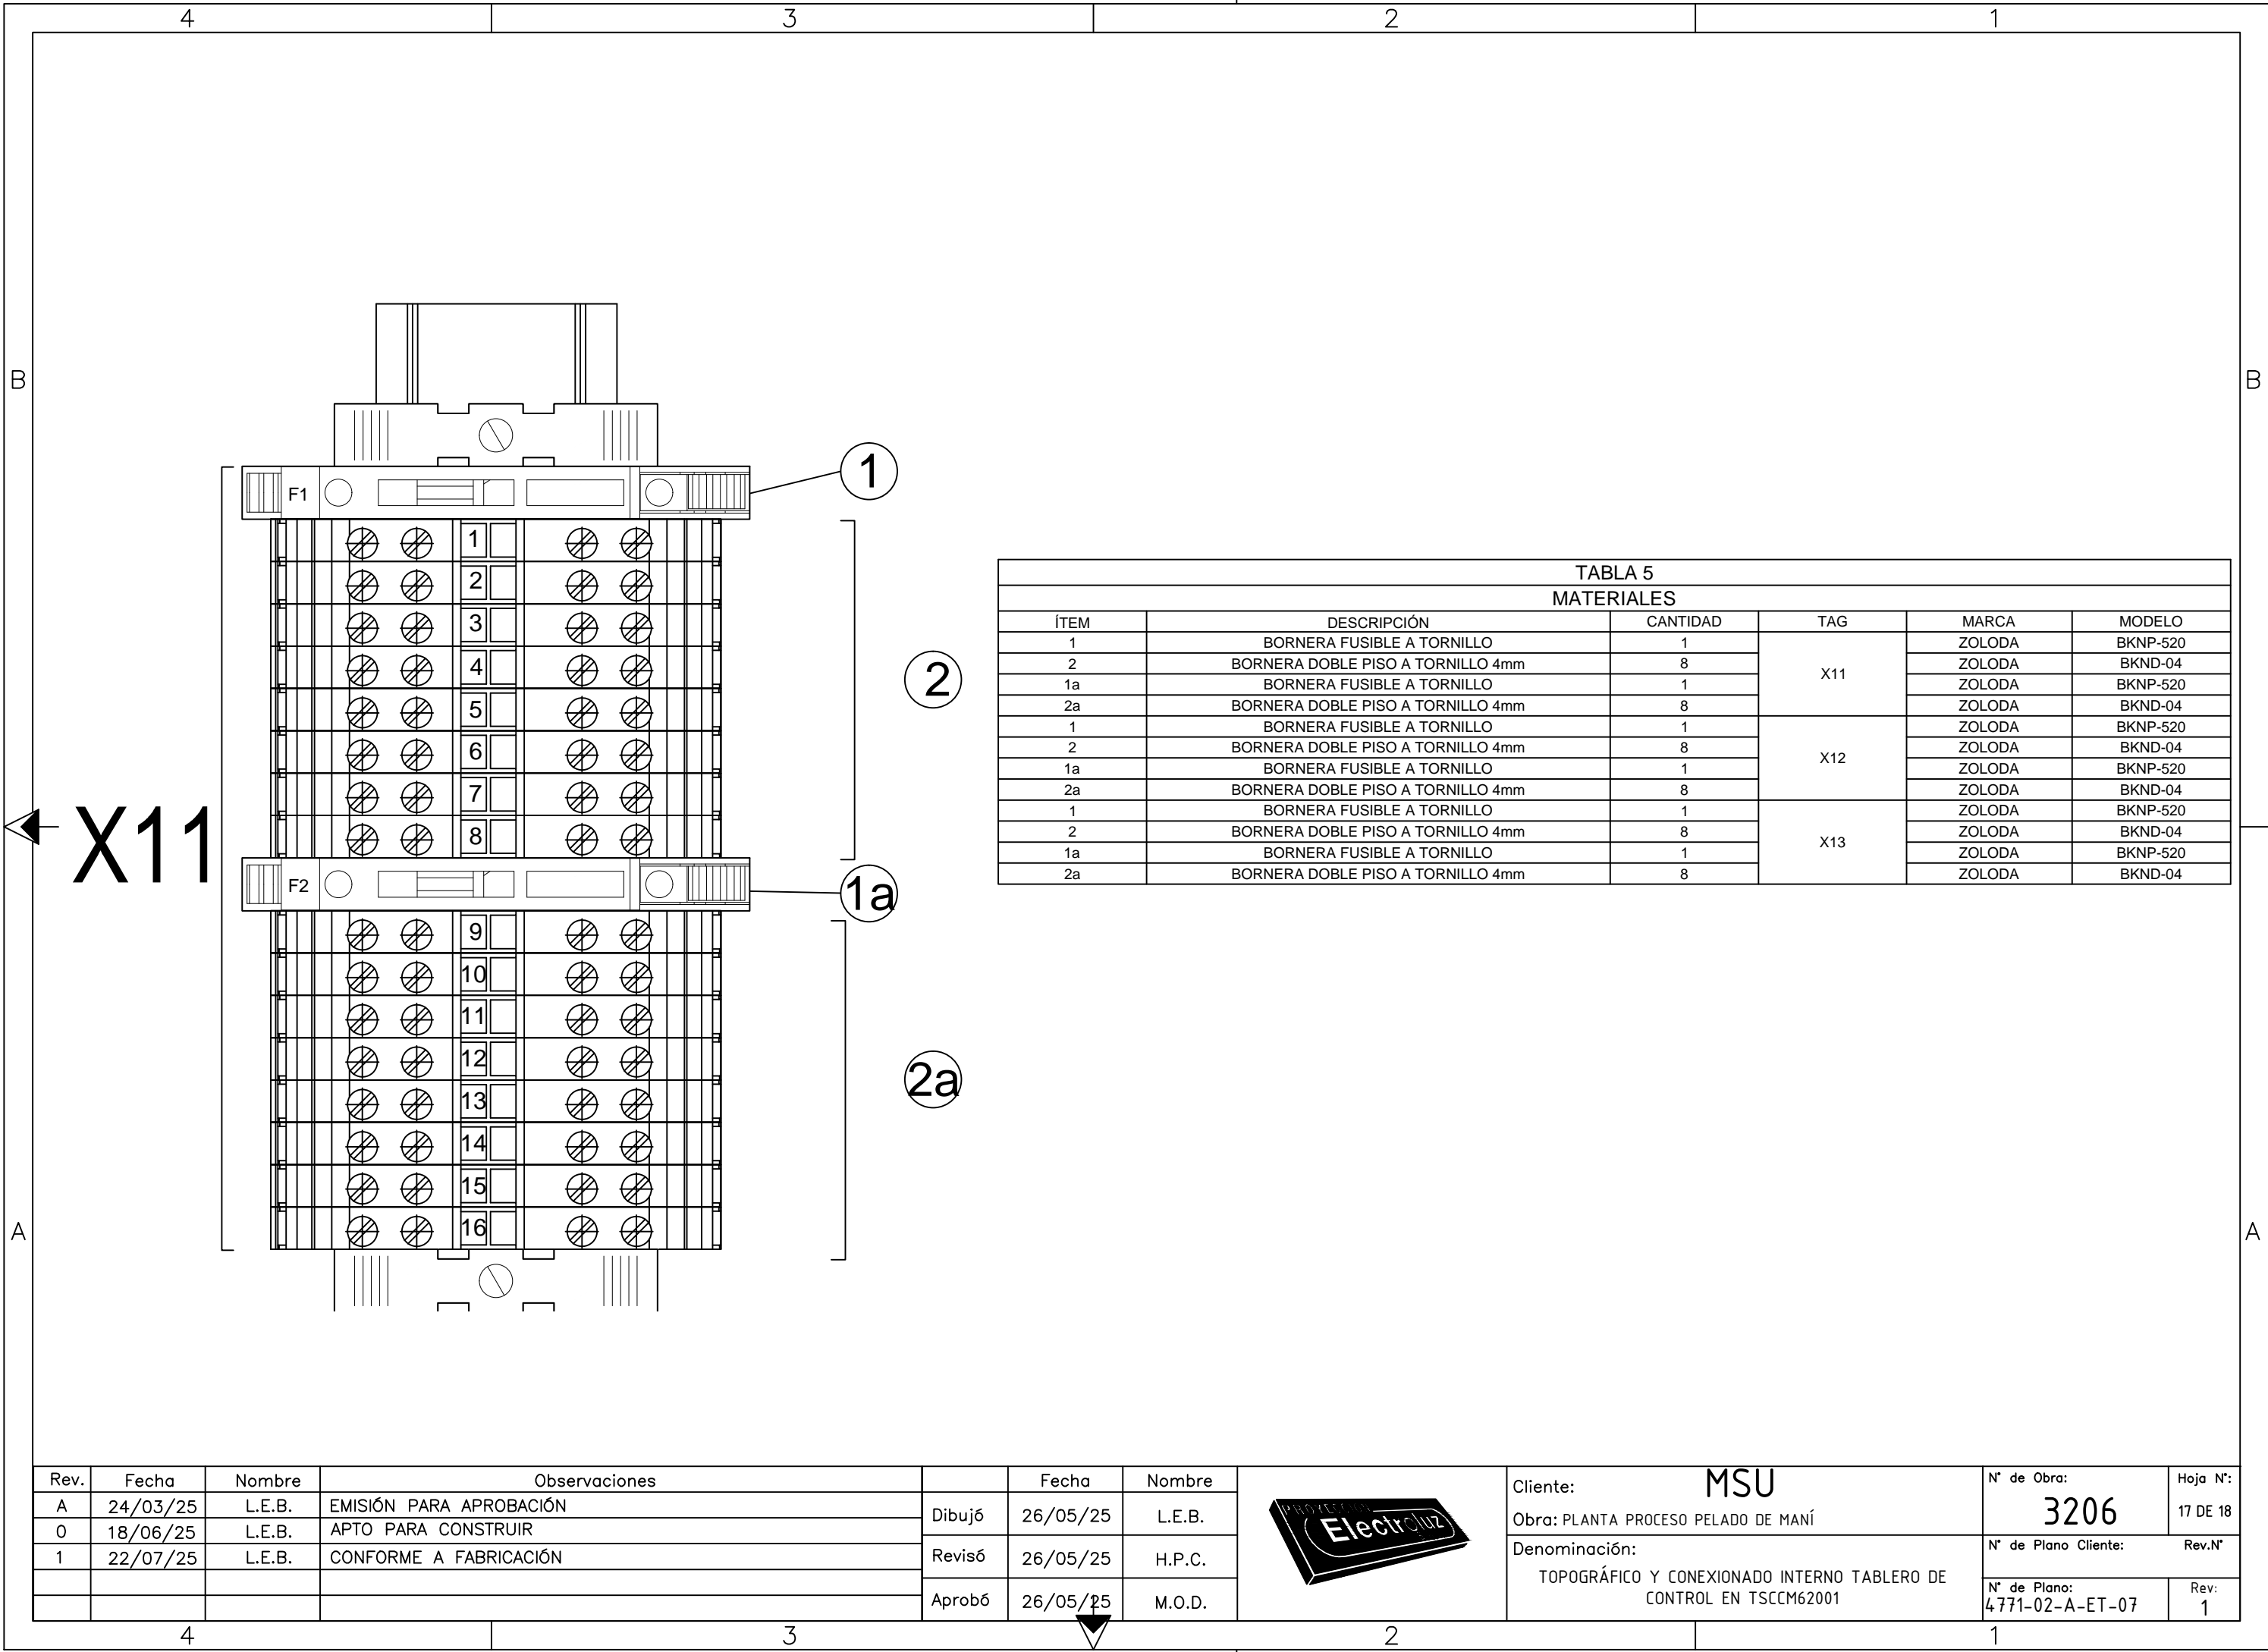 4 3 2 1
B B
F1
1
1
2
3
4
5
6
7
8
2
X11
F2
1a
9
10
11
12
13
14
15
16
2a
A A
TABLA 5
MATERIALES
ÍTEM DESCRIPCIÓN CANTIDAD TAG MARCA MODELO
1 BORNERA FUSIBLE A TORNILLO 1 X11 ZOLODA BKNP-520
2 BORNERA DOBLE PISO A TORNILLO 4mm 8 ZOLODA BKND-04
1a BORNERA FUSIBLE A TORNILLO 1 ZOLODA BKNP-520
2a BORNERA DOBLE PISO A TORNILLO 4mm 8 ZOLODA BKND-04
1 BORNERA FUSIBLE A TORNILLO 1 X12 ZOLODA BKNP-520
2 BORNERA DOBLE PISO A TORNILLO 4mm 8 ZOLODA BKND-04
1a BORNERA FUSIBLE A TORNILLO 1 ZOLODA BKNP-520
2a BORNERA DOBLE PISO A TORNILLO 4mm 8 ZOLODA BKND-04
1 BORNERA FUSIBLE A TORNILLO 1 X13 ZOLODA BKNP-520
2 BORNERA DOBLE PISO A TORNILLO 4mm 8 ZOLODA BKND-04
1a BORNERA FUSIBLE A TORNILLO 1 ZOLODA BKNP-520
2a BORNERA DOBLE PISO A TORNILLO 4mm 8 ZOLODA BKND-04
Rev. Fecha Nombre Observaciones
A 24/03/25 L.E.B. EMISIÓN PARA APROBACIÓN
0 18/06/25 L.E.B. APTO PARA CONSTRUIR
1 22/07/25 L.E.B. CONFORME A FABRICACIÓN
Fecha Nombre
Dibujó 26/05/25 L.E.B.
Revisó 26/05/25 H.P.C.
Aprobó 26/05/25 M.O.D.
Electroluz
Cliente: MSU
Obra: PLANTA PROCESO PELADO DE MANÍ
Denominación:
TOPOGRÁFICO Y CONEXIONADO INTERNO TABLERO DE
CONTROL EN TSCCM62001
N° de Obra:
3206
Hoja N°:
17 DE 18
N° de Plano Cliente: Rev.N°
N° de Plano:
4771-02-A-ET-07
Rev:
1
4 3 2 1